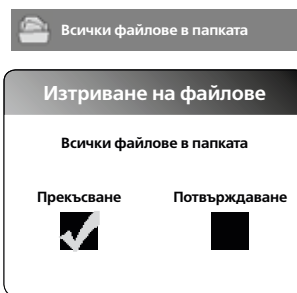 Всички файлове в папката
Изтриване на файлове
Всички файлове в папката
Прекъсване Потвърждаване